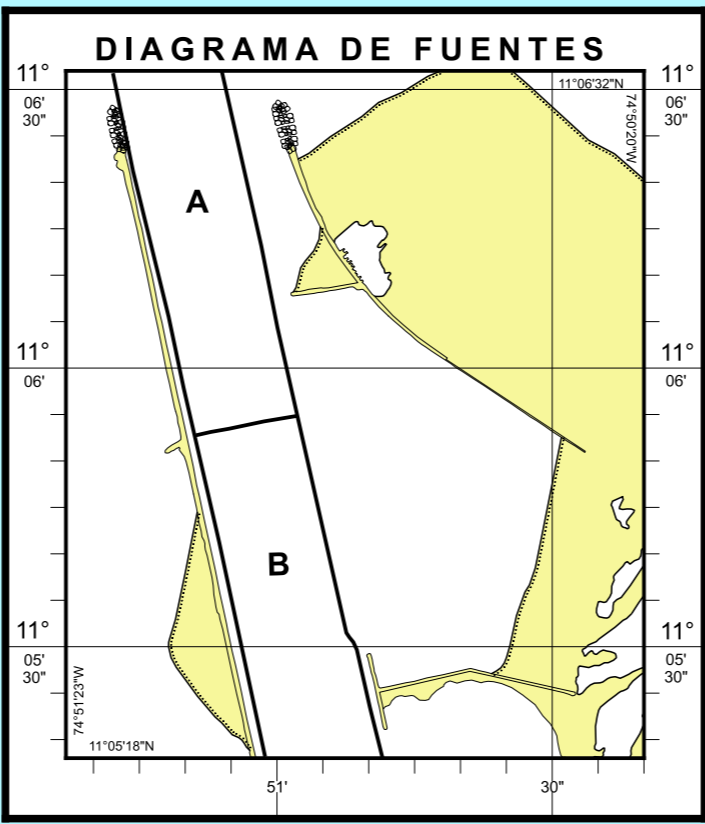 DIAGRAMA DE FUENTES
11° 11°
11°06'32"N
06' 06'
30" 30"
74°50'20"W
A
11° 11°
06' 06'
B
11° 11°
05' 05'
30" 30"
74°51'23"W
11°05'18"N
51' 30"